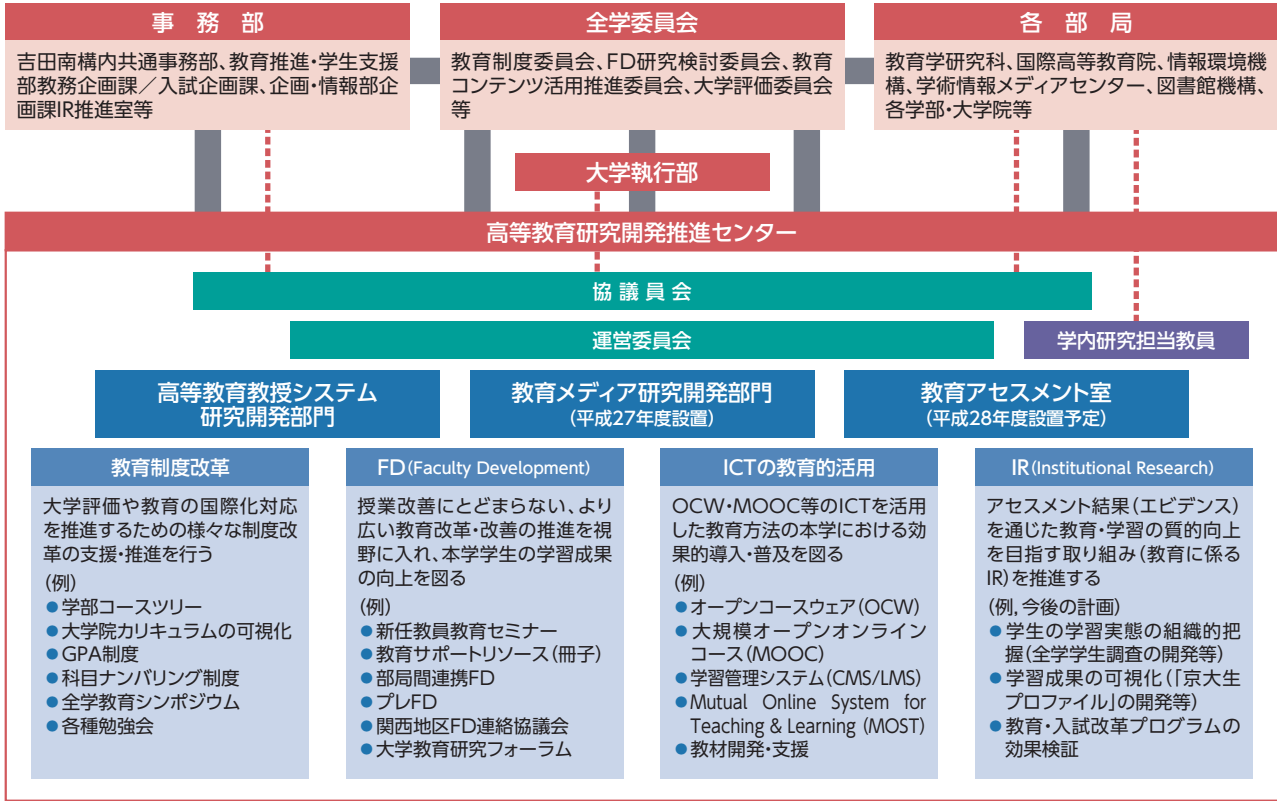 事務部
吉田南構内共通事務部、教育推進・学生支援
部教務企画課／入試企画課、企画・情報部企
画課IR推進室等
全学委員会
教育制度委員会、FD研究検討委員会、教育
コンテンツ活用推進委員会、大学評価委員会
等
各部局
教育学研究科、国際高等教育院、情報環境機
構、学術情報メディアセンター、図書館機構、
各学部・大学院等
大学執行部
高等教育研究開発推進センター
協議員会
運営委員会
学内研究担当教員
高等教育教授システム
研究開発部門
教育メディア研究開発部門
(平成27年度設置)
教育アセスメント室
(平成28年度設置予定)
教育制度改革
大学評価や教育の国際化対応
を推進するための様々な制度改
革の支援・推進を行う
(例)
●学部コースツリー
●大学院カリキュラムの可視化
●GPA制度
●科目ナンバリング制度
●全学教育シンポジウム
●各種勉強会
FD(Faculty Development)
授業改善にとどまらない、より
広い教育改革・改善の推進を視
野に入れ、本学学生の学習成果
の向上を図る
(例)
●新任教員教育セミナー
●教育サポートリソース(冊子)
●部局間連携FD
●プレFD
●関西地区FD連絡協議会
●大学教育研究フォーラム
ICTの教育的活用
OCW・MOOC等のICTを活用
した教育方法の本学における効
果的導入・普及を図る
(例)
●オープンコースウェア(OCW)
●大規模オープンオンライン
コース(MOOC)
●学習管理システム(CMS/LMS)
●Mutual Online System for
Teaching & Learning (MOST)
●教材開発・支援
IR(Institutional Research)
アセスメント結果(エビデンス)
を通じた教育・学習の質的向上
を目指す取り組み(教育に係る
IR)を推進する
(例,今後の計画)
●学生の学習実態の組織的把
握(全学学生調査の開発等)
●学習成果の可視化(「京大生
プロファイル」の開発等)
●教育・入試改革プログラムの
効果検証